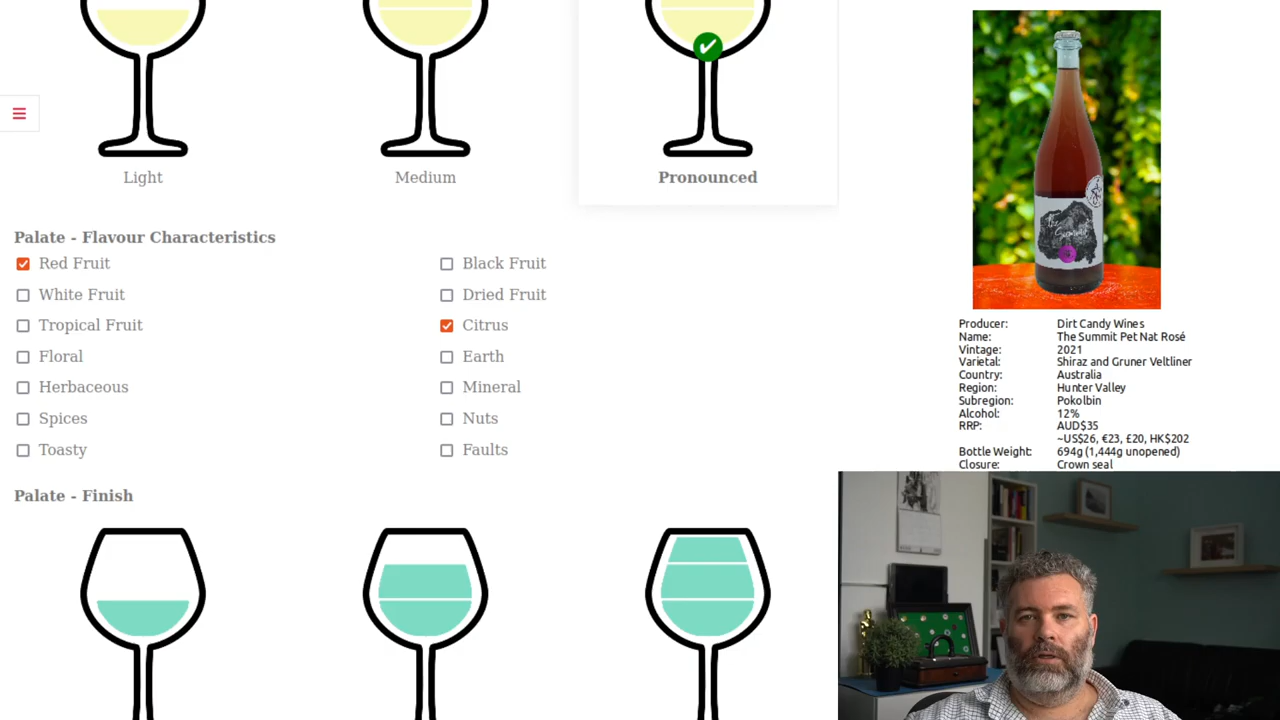 Light
Medium
Pronounced
Palate - Flavour Characteristics
Red Fruit
Black Fruit
White Fruit
Dried Fruit
Tropical Fruit
Citrus
Floral
Earth
Herbaceous
Mineral
Spices
Nuts
Toasty
Faults
Palate - Finish
The
Summit
Producer: Dirt Candy Wines
Name: The Summit Pet Nat Rosé
Vintage: 2021
Varietal: Shiraz and Gruner Veltliner
Country: Australia
Region: Hunter Valley
Subregion: Pokolbin
Alcohol: 12%
RRP: AUD$35
~US$26, €23, £20, HK$202
Bottle Weight: 694g (1,444g unopened)
Closure: Crown seal